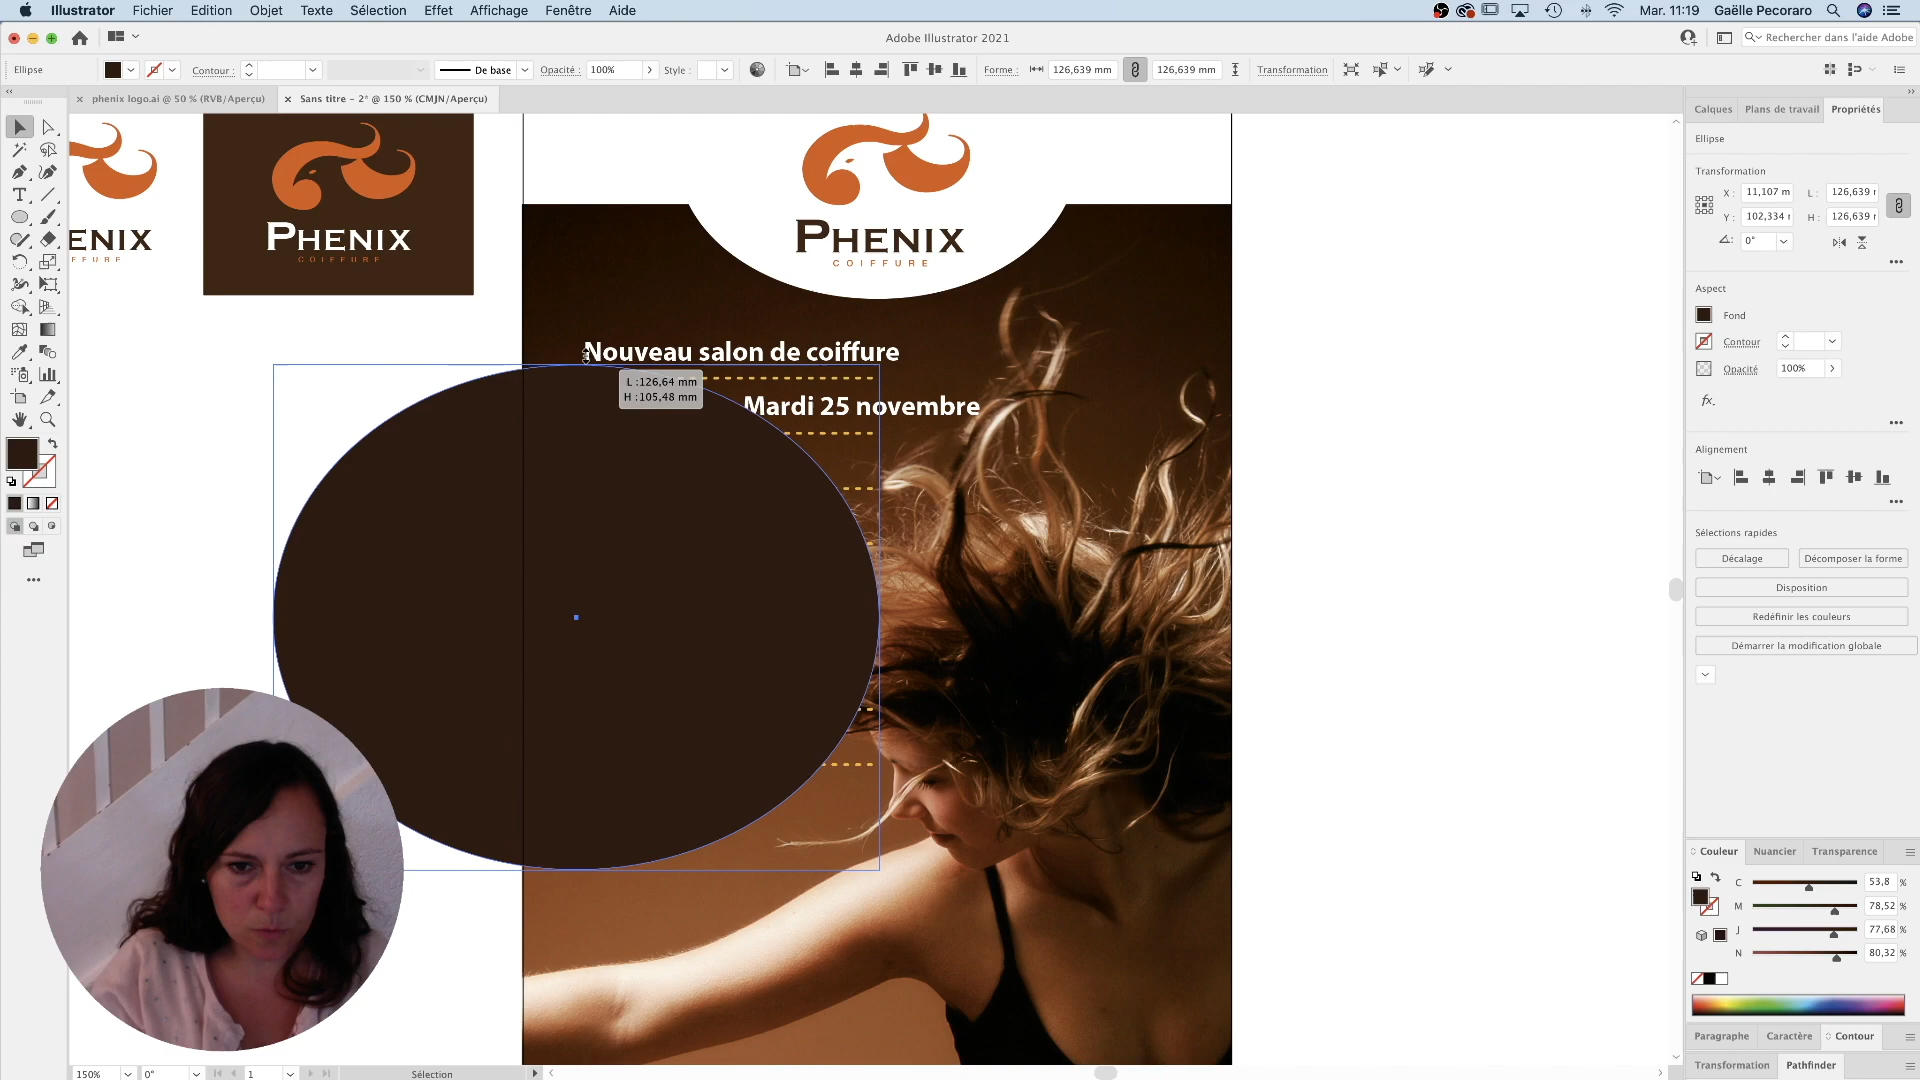 Illustrator Fichier Edition Objet Texte Sélection Effet Affichage Fenêtre Aide
Mar. 11:19 Gaëlle Pecoraro
Adobe Illustrator 2021
Rechercher dans l'aide Adobe
Ellipse
Contour :
De base
Opacité : 100%
Style :
Forme : 126,639 mm 126,639 mm
Transformation
phenix logo.ai @ 50 % (RVB/Aperçu)
Sans titre - 2* @ 150 % (CMJN/Aperçu)
ENIX
FFURE
PHENIX
COIFFURE
PHENIX
COIFFURE
Nouveau salon de coiffure
L :126,64 mm
H :105,48 mm
Mardi 25 novembre
Calques Plans de travail Propriétés
Ellipse
Transformation
X : 11,107 m L : 126,639
Y : 102,334 H : 126,639
0°
Aspect
Fond
Contour
Opacité 100%
fx.
Alignement
Sélections rapides
Décalage Décomposer la forme
Disposition
Redéfinir les couleurs
Démarrer la modification globale
Couleur Nuancier Transparence
C 53,8 %
M 78,52 %
J 77,68 %
N 80,32 %
Paragraphe Caractère Contour
Transformation Pathfinder
150% 0° 1 Sélection